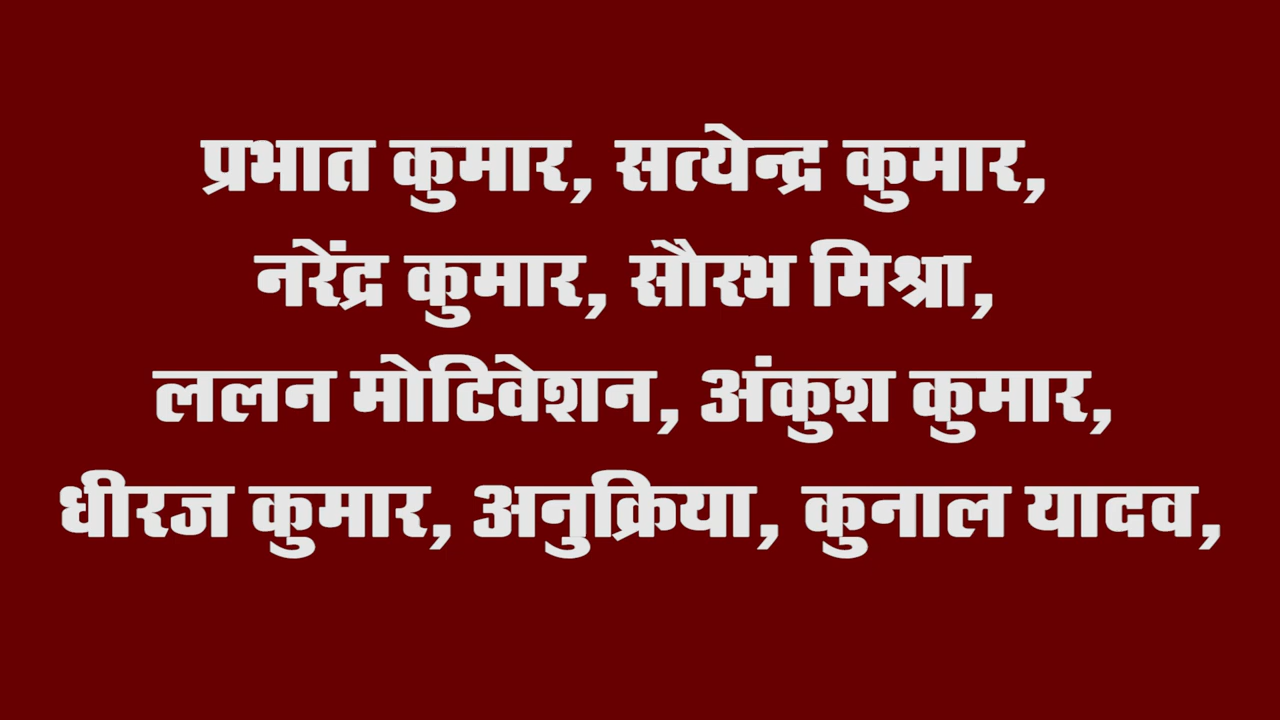 प्रभात कुमार, सत्येन्द्र कुमार,
नरेंद्र कुमार, सौरभ मिश्रा,
ललन मोटिवेशन, अंकुश कुमार,
धीरज कुमार, अनुक्रिया, कुनाल यादव,